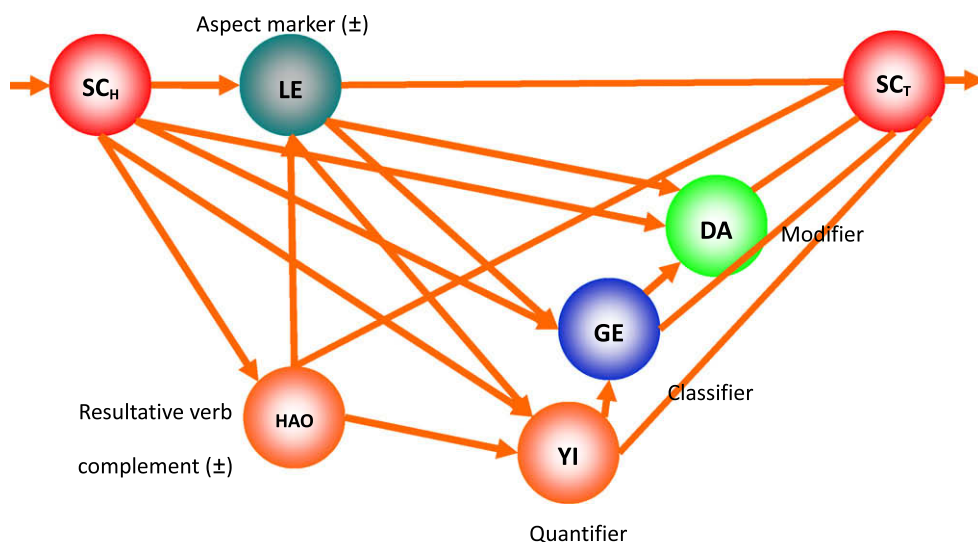 Aspect marker (±)
SCH
LE
SCT
DA
Modifier
GE
Classifier
Resultative verb
complement (±)
HAO
YI
Quantifier